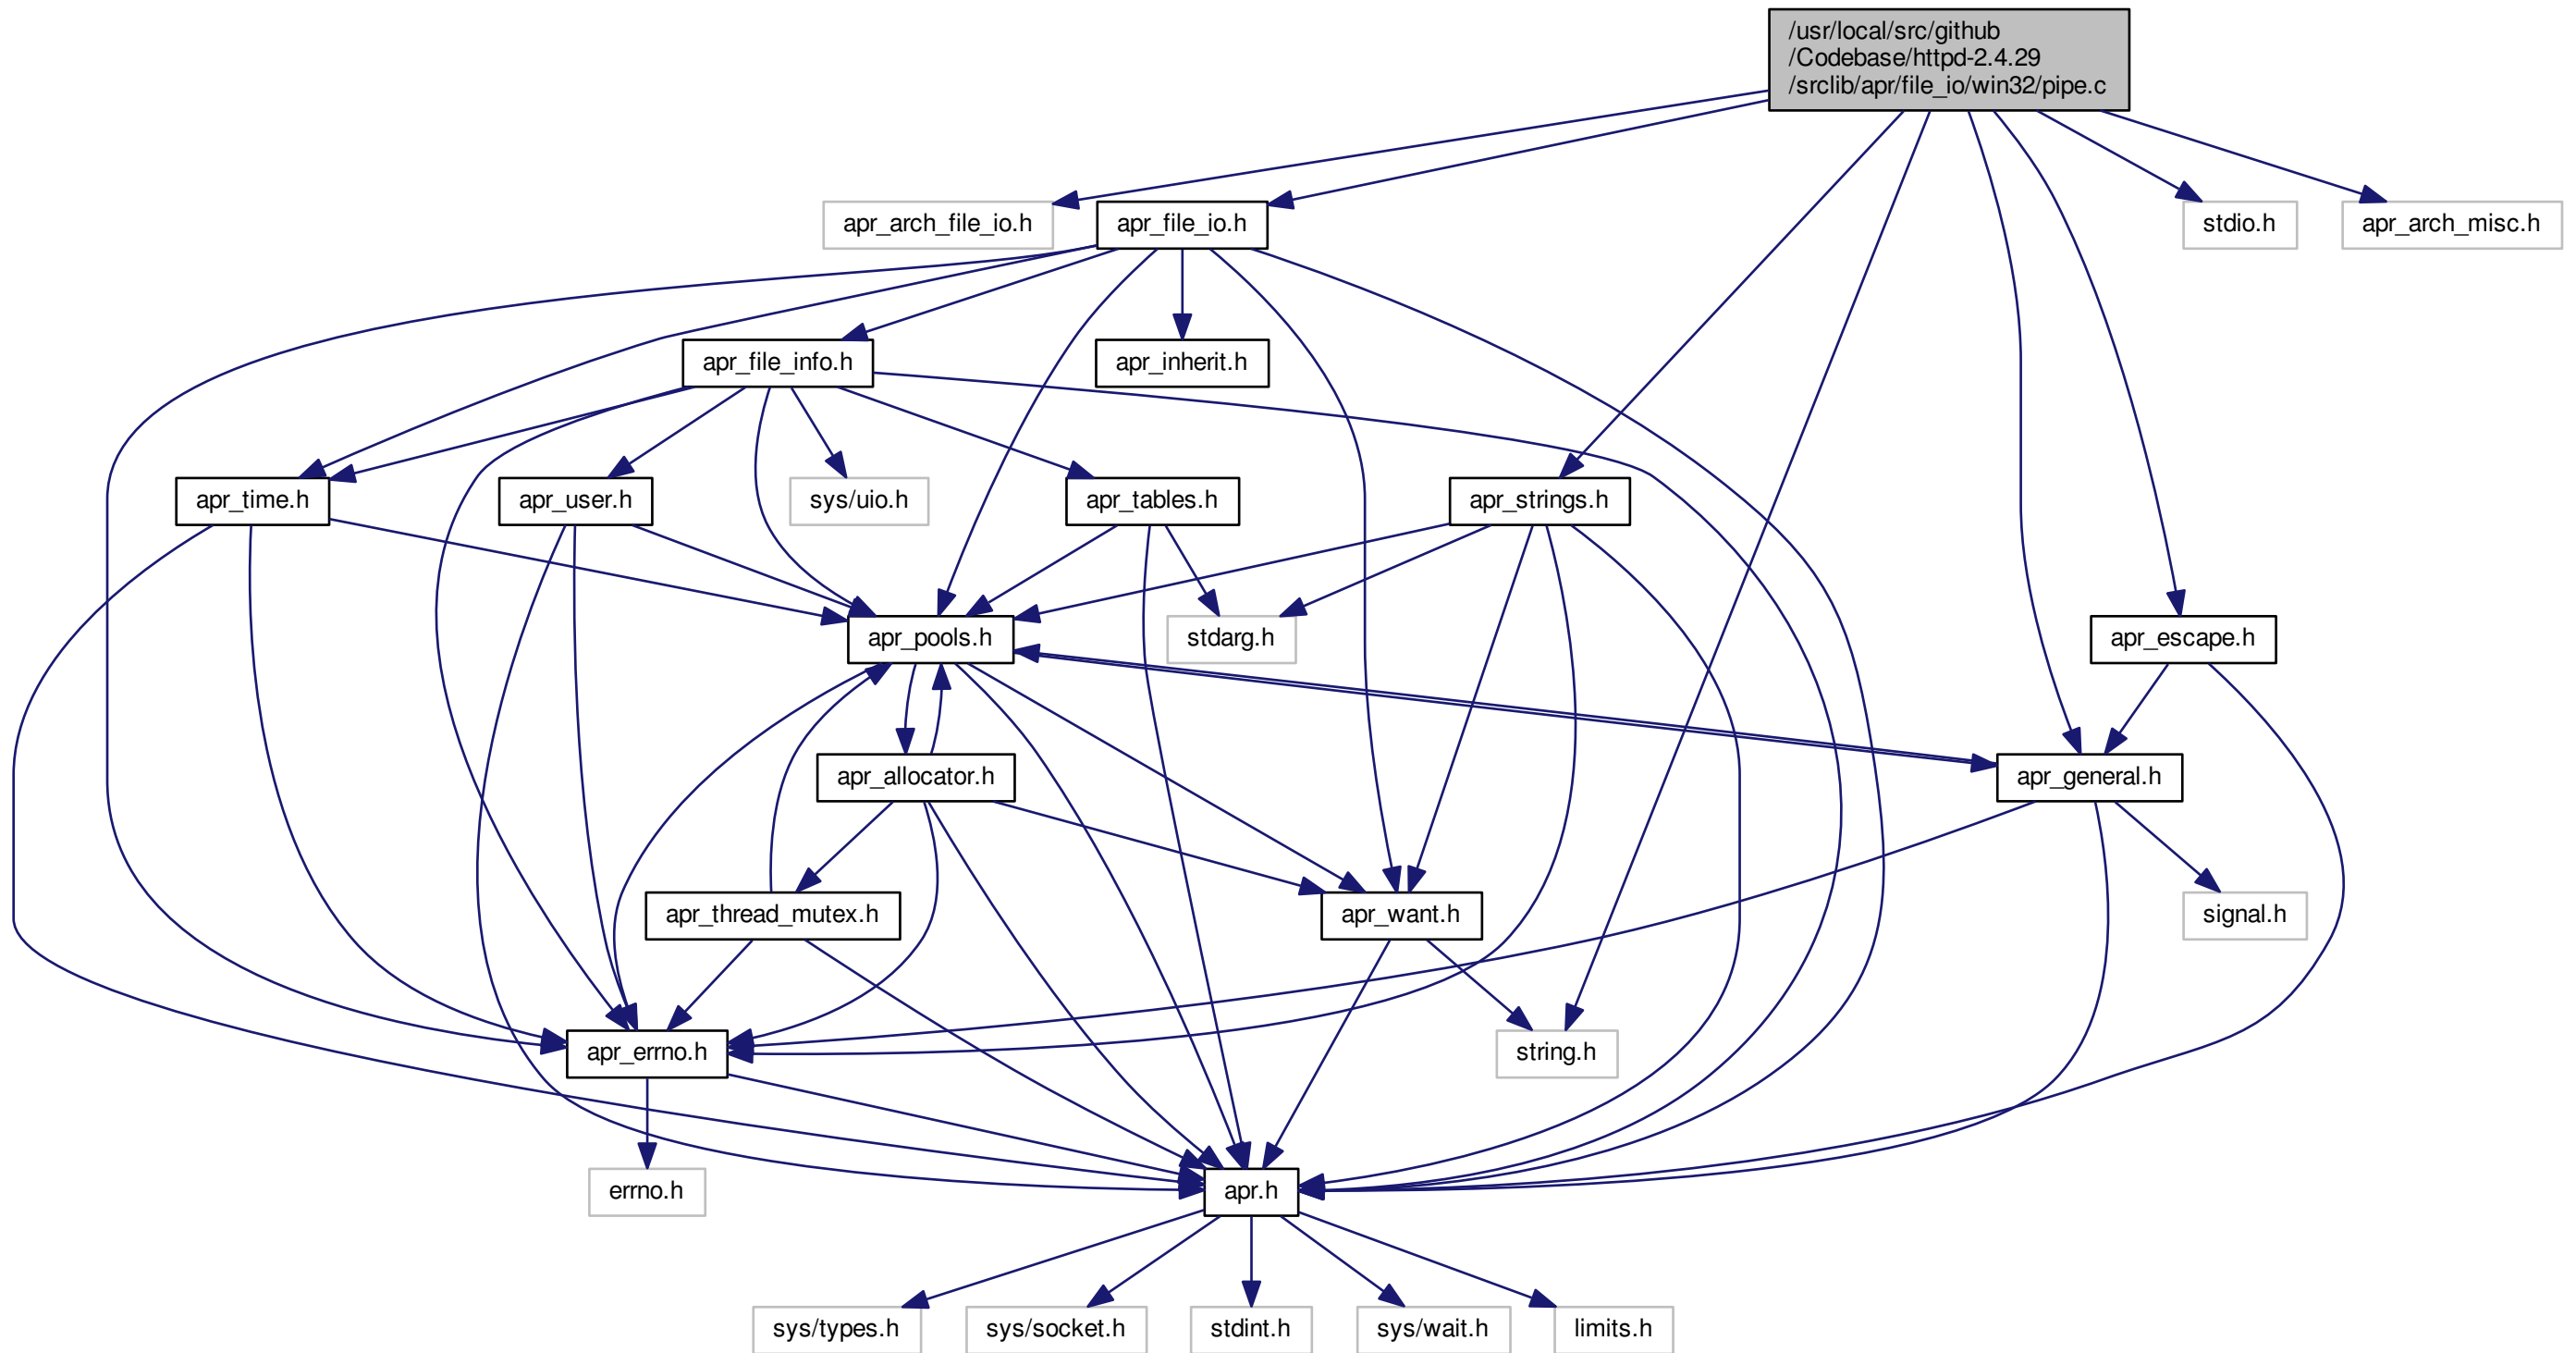 /usr/local/src/github
/Codebase/httpd-2.4.29
/srclib/apr/file_io/win32/pipe.c
apr_arch_file_io.h
apr_file_io.h
stdio.h
apr_arch_misc.h
apr_file_info.h
apr_inherit.h
apr_time.h
apr_user.h
sys/uio.h
apr_tables.h
apr_strings.h
apr_pools.h
stdarg.h
apr_escape.h
apr_allocator.h
apr_general.h
apr_thread_mutex.h
apr_want.h
signal.h
apr_errno.h
string.h
errno.h
apr.h
sys/types.h
sys/socket.h
stdint.h
sys/wait.h
limits.h